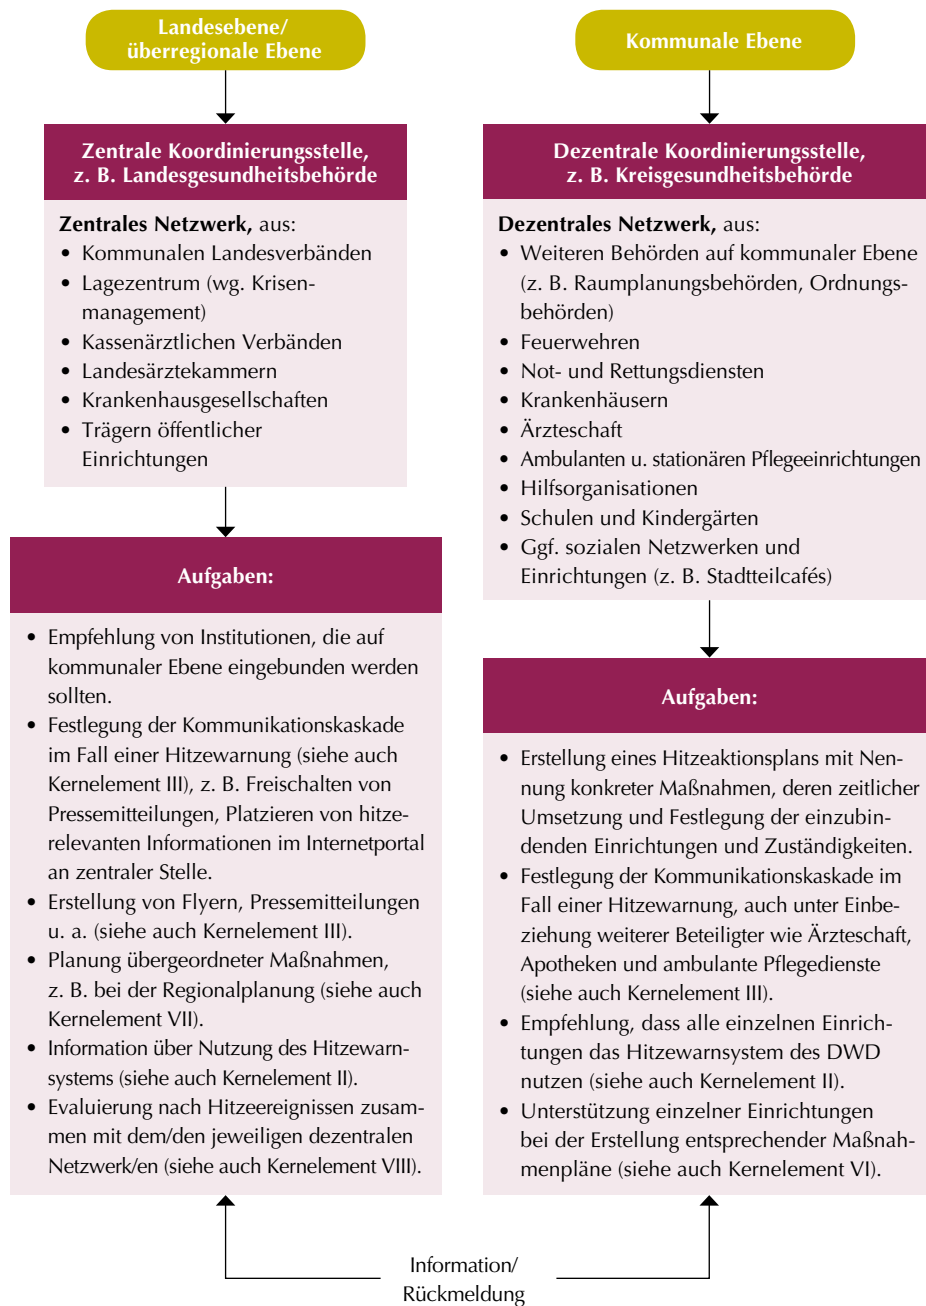 Landesebene/
überregionale Ebene
Zentrale Koordinierungsstelle,
z. B. Landesgesundheitsbehörde
Zentrales Netzwerk, aus:
• Kommunalen Landesverbänden
• Lagezentrum (wg. Krisen-
management)
• Kassenärztlichen Verbänden
• Landesärztekammern
• Krankenhausgesellschaften
• Trägern öffentlicher
Einrichtungen
Aufgaben:
• Empfehlung von Institutionen, die auf
kommunaler Ebene eingebunden werden
sollten.
• Festlegung der Kommunikationskaskade
im Fall einer Hitzewarnung (siehe auch
Kernelement III), z. B. Freischalten von
Pressemitteilungen, Platzieren von hitze-
relevanten Informationen im Internetportal
an zentraler Stelle.
• Erstellung von Flyern, Pressemitteilungen
u. a. (siehe auch Kernelement III).
• Planung übergeordneter Maßnahmen,
z. B. bei der Regionalplanung (siehe auch
Kernelement VII).
• Information über Nutzung des Hitzewarn-
systems (siehe auch Kernelement II).
• Evaluierung nach Hitzeereignissen zusam-
men mit dem/den jeweiligen dezentralen
Netzwerk/en (siehe auch Kernelement VIII).
Kommunale Ebene
Dezentrale Koordinierungsstelle,
z. B. Kreisgesundheitsbehörde
Dezentrales Netzwerk, aus:
• Weiteren Behörden auf kommunaler Ebene
(z. B. Raumplanungsbehörden, Ordnungs-
behörden)
• Feuerwehren
• Not- und Rettungsdiensten
• Krankenhäusern
• Ärzteschaft
• Ambulanten u. stationären Pflegeeinrichtungen
• Hilfsorganisationen
• Schulen und Kindergärten
• Ggf. sozialen Netzwerken und
Einrichtungen (z. B. Stadtteilcafés)
Aufgaben:
• Erstellung eines Hitzeaktionsplans mit Nen-
nung konkreter Maßnahmen, deren zeitlicher
Umsetzung und Festlegung der einzubin-
denden Einrichtungen und Zuständigkeiten.
• Festlegung der Kommunikationskaskade im
Fall einer Hitzewarnung, auch unter Einbe-
ziehung weiterer Beteiligter wie Ärzteschaft,
Apotheken und ambulante Pflegedienste
(siehe auch Kernelement III).
• Empfehlung, dass alle einzelnen Einrich-
tungen das Hitzewarnsystem des DWD
nutzen (siehe auch Kernelement II).
• Unterstützung einzelner Einrichtungen
bei der Erstellung entsprechender Maßnah-
menpläne (siehe auch Kernelement VI).
Information/
Rückmeldung